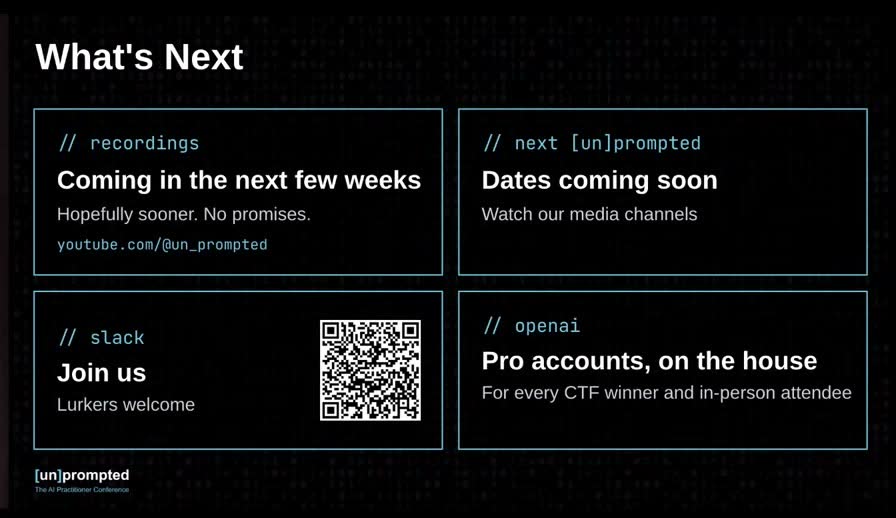 What's Next
// recordings
Coming in the next few weeks
Hopefully sooner. No promises.
youtube.com/@un_prompted
// next [un]prompted
Dates coming soon
Watch our media channels
// slack
Join us
Lurkers welcome
// openai
Pro accounts, on the house
For every CTF winner and in-person attendee
[un]prompted
The AI Practitioner Conference